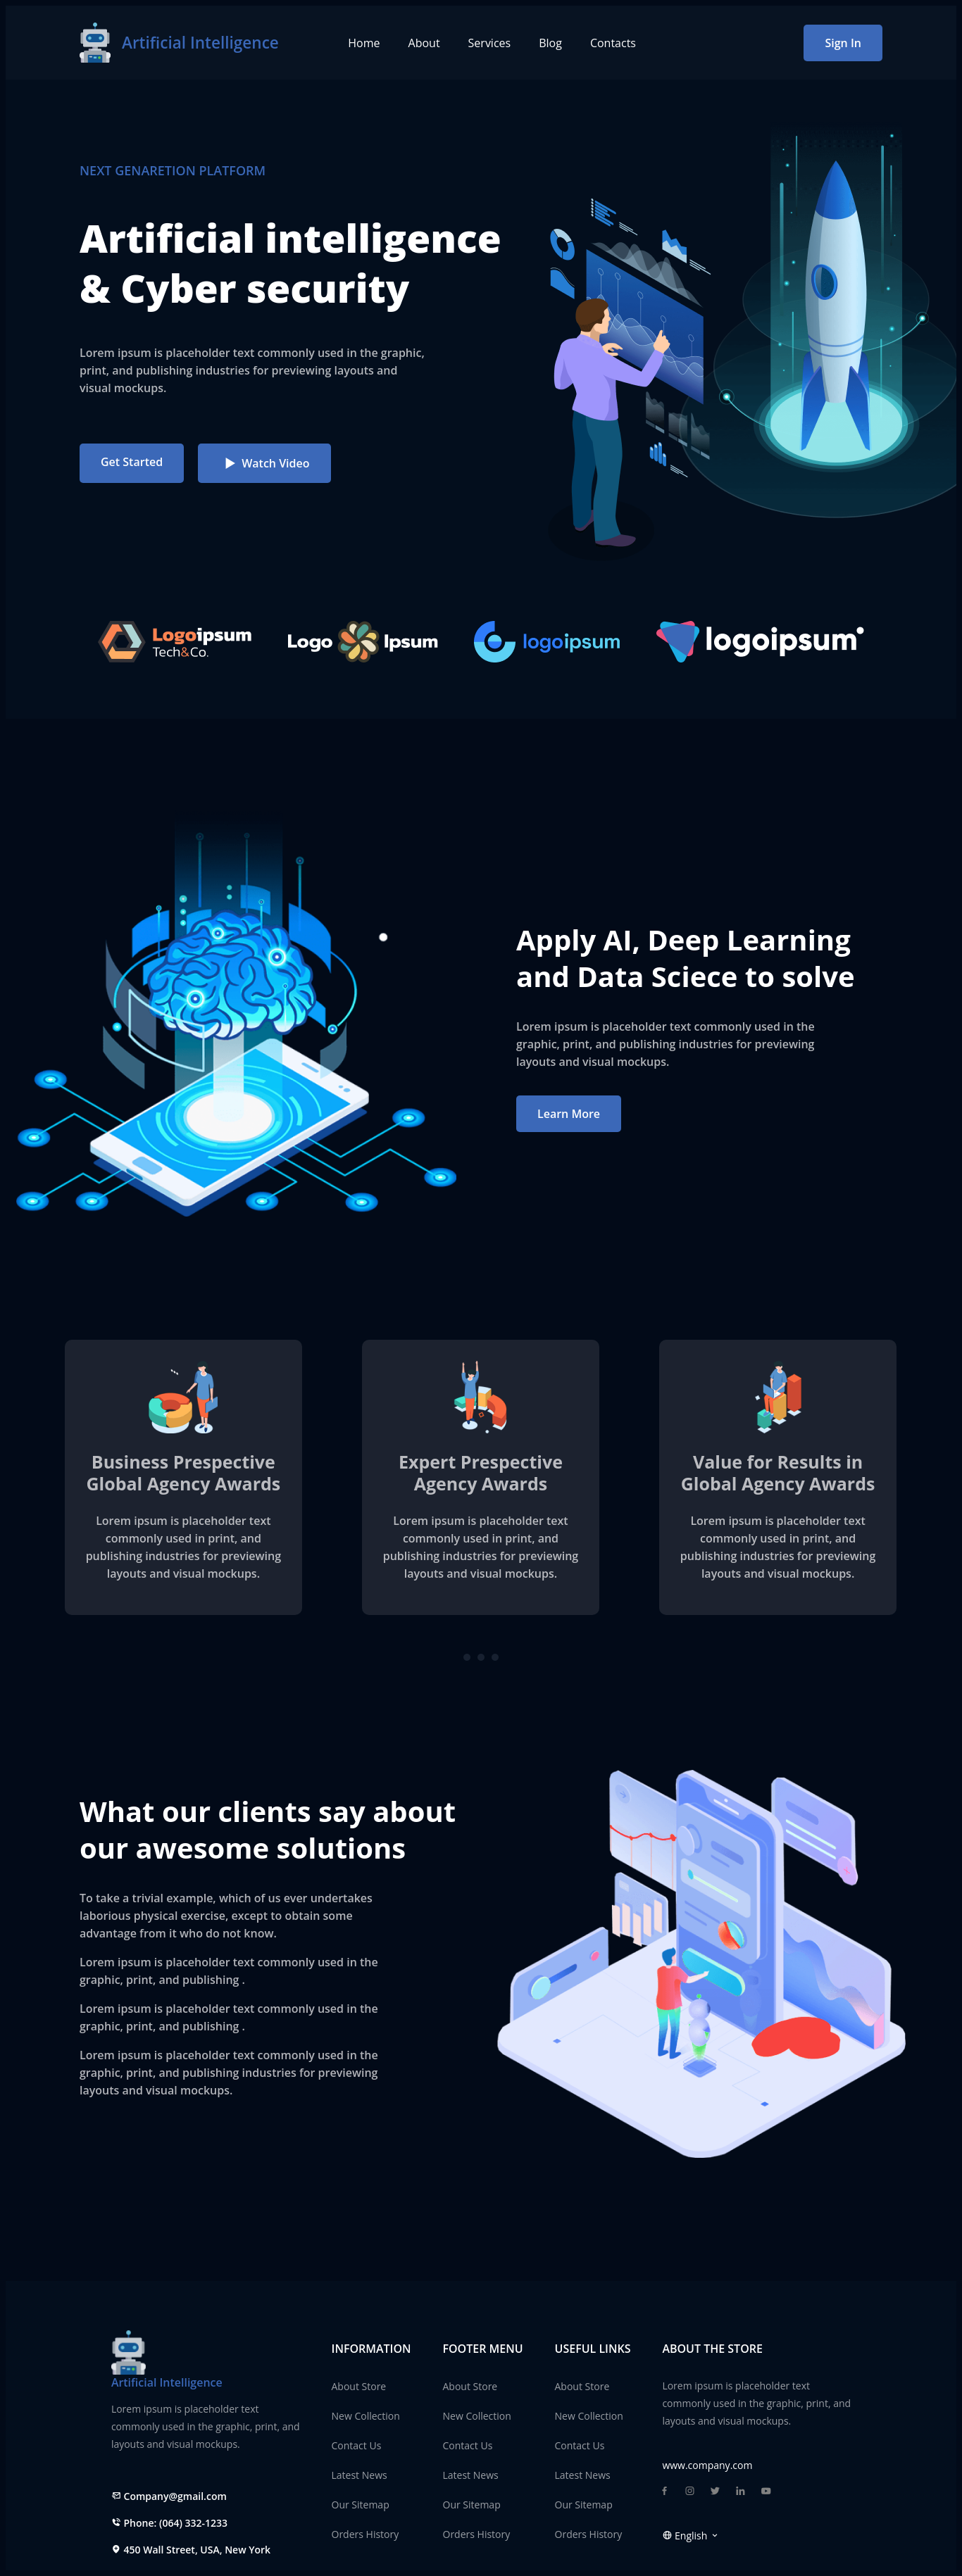 Artificial Intelligence
Home
About
Services
Blog
Contacts
Sign In
NEXT GENARETION PLATFORM
Artificial intelligence
& Cyber security
Lorem ipsum is placeholder text commonly used in the graphic,
print, and publishing industries for previewing layouts and
visual mockups.
Get Started
Watch Video
Logoipsum
Tech&Co.
Logo Ipsum
logoipsum
logoipsum
Apply AI, Deep Learning
and Data Sciece to solve
Lorem ipsum is placeholder text commonly used in the
graphic, print, and publishing industries for previewing
layouts and visual mockups.
Learn More
Business Prespective
Global Agency Awards
Lorem ipsum is placeholder text
commonly used in print, and
publishing industries for previewing
layouts and visual mockups.
Expert Prespective
Agency Awards
Lorem ipsum is placeholder text
commonly used in print, and
publishing industries for previewing
layouts and visual mockups.
Value for Results in
Global Agency Awards
Lorem ipsum is placeholder text
commonly used in print, and
publishing industries for previewing
layouts and visual mockups.
What our clients say about
our awesome solutions
To take a trivial example, which of us ever undertakes
laborious physical exercise, except to obtain some
advantage from it who do not know.
Lorem ipsum is placeholder text commonly used in the
graphic, print, and publishing .
Lorem ipsum is placeholder text commonly used in the
graphic, print, and publishing .
Lorem ipsum is placeholder text commonly used in the
graphic, print, and publishing industries for previewing
layouts and visual mockups.
Artificial Intelligence
Lorem ipsum is placeholder text
commonly used in the graphic, print, and
layouts and visual mockups.
Company@gmail.com
Phone: (064) 332-1233
450 Wall Street, USA, New York
INFORMATION
About Store
New Collection
Contact Us
Latest News
Our Sitemap
Orders History
FOOTER MENU
About Store
New Collection
Contact Us
Latest News
Our Sitemap
Orders History
USEFUL LINKS
About Store
New Collection
Contact Us
Latest News
Our Sitemap
Orders History
ABOUT THE STORE
Lorem ipsum is placeholder text
commonly used in the graphic, print, and
layouts and visual mockups.
www.company.com
English